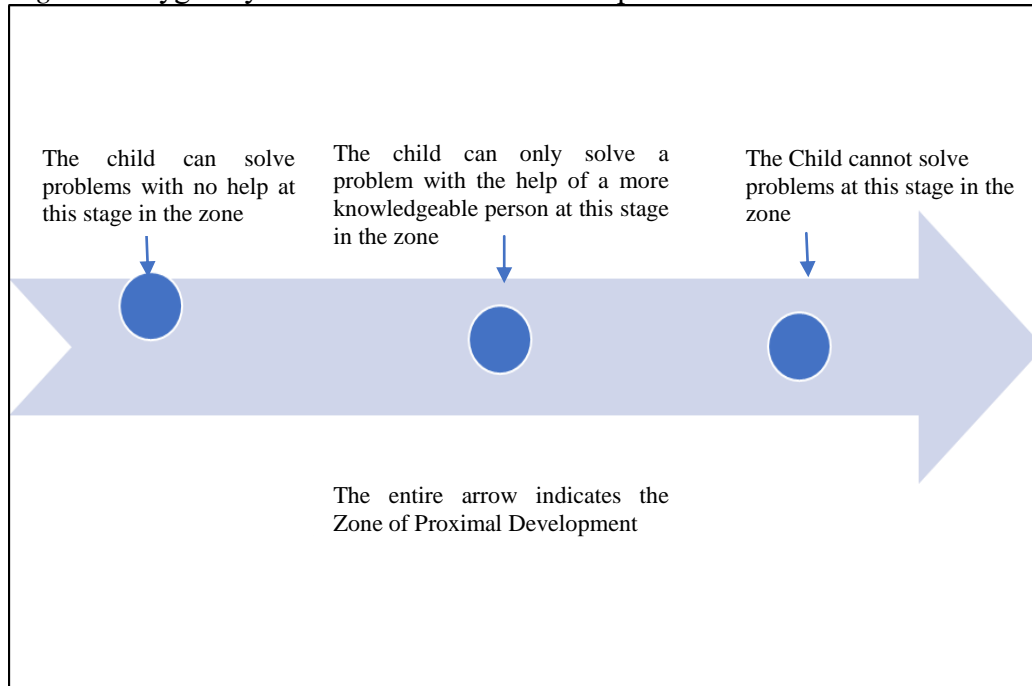 The child can solve
problems with no help at
this stage in the zone
The child can only solve a
problem with the help of a more
knowledgeable person at this stage
in the zone
The Child cannot solve
problems at this stage in the
zone
The entire arrow indicates the
Zone of Proximal Development